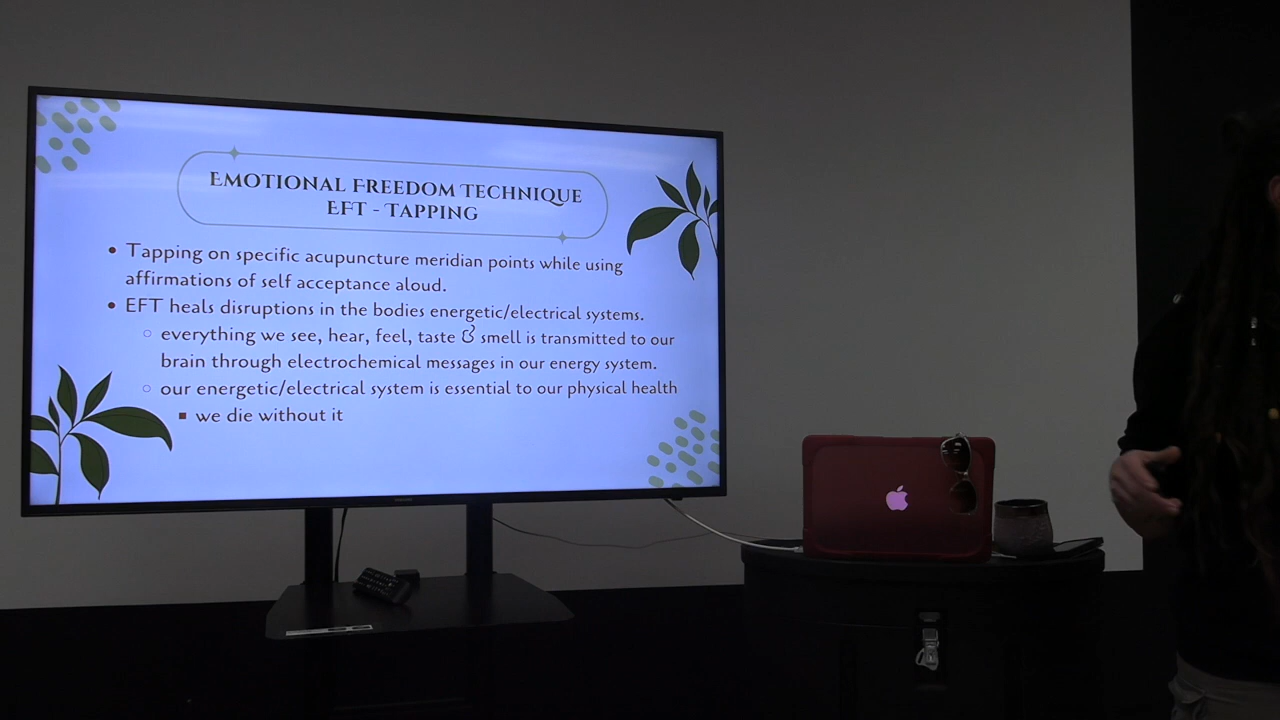 Emotional Freedom Technique
EFT - Tapping
• Tapping on specific acupuncture meridian points while using
affirmations of self acceptance aloud.
• EFT heals disruptions in the bodies energetic/electrical systems.
◦ everything we see, hear, feel, taste & smell is transmitted to our
brain through electrochemical messages in our energy system.
◦ our energetic/electrical system is essential to our physical health
▪ we die without it